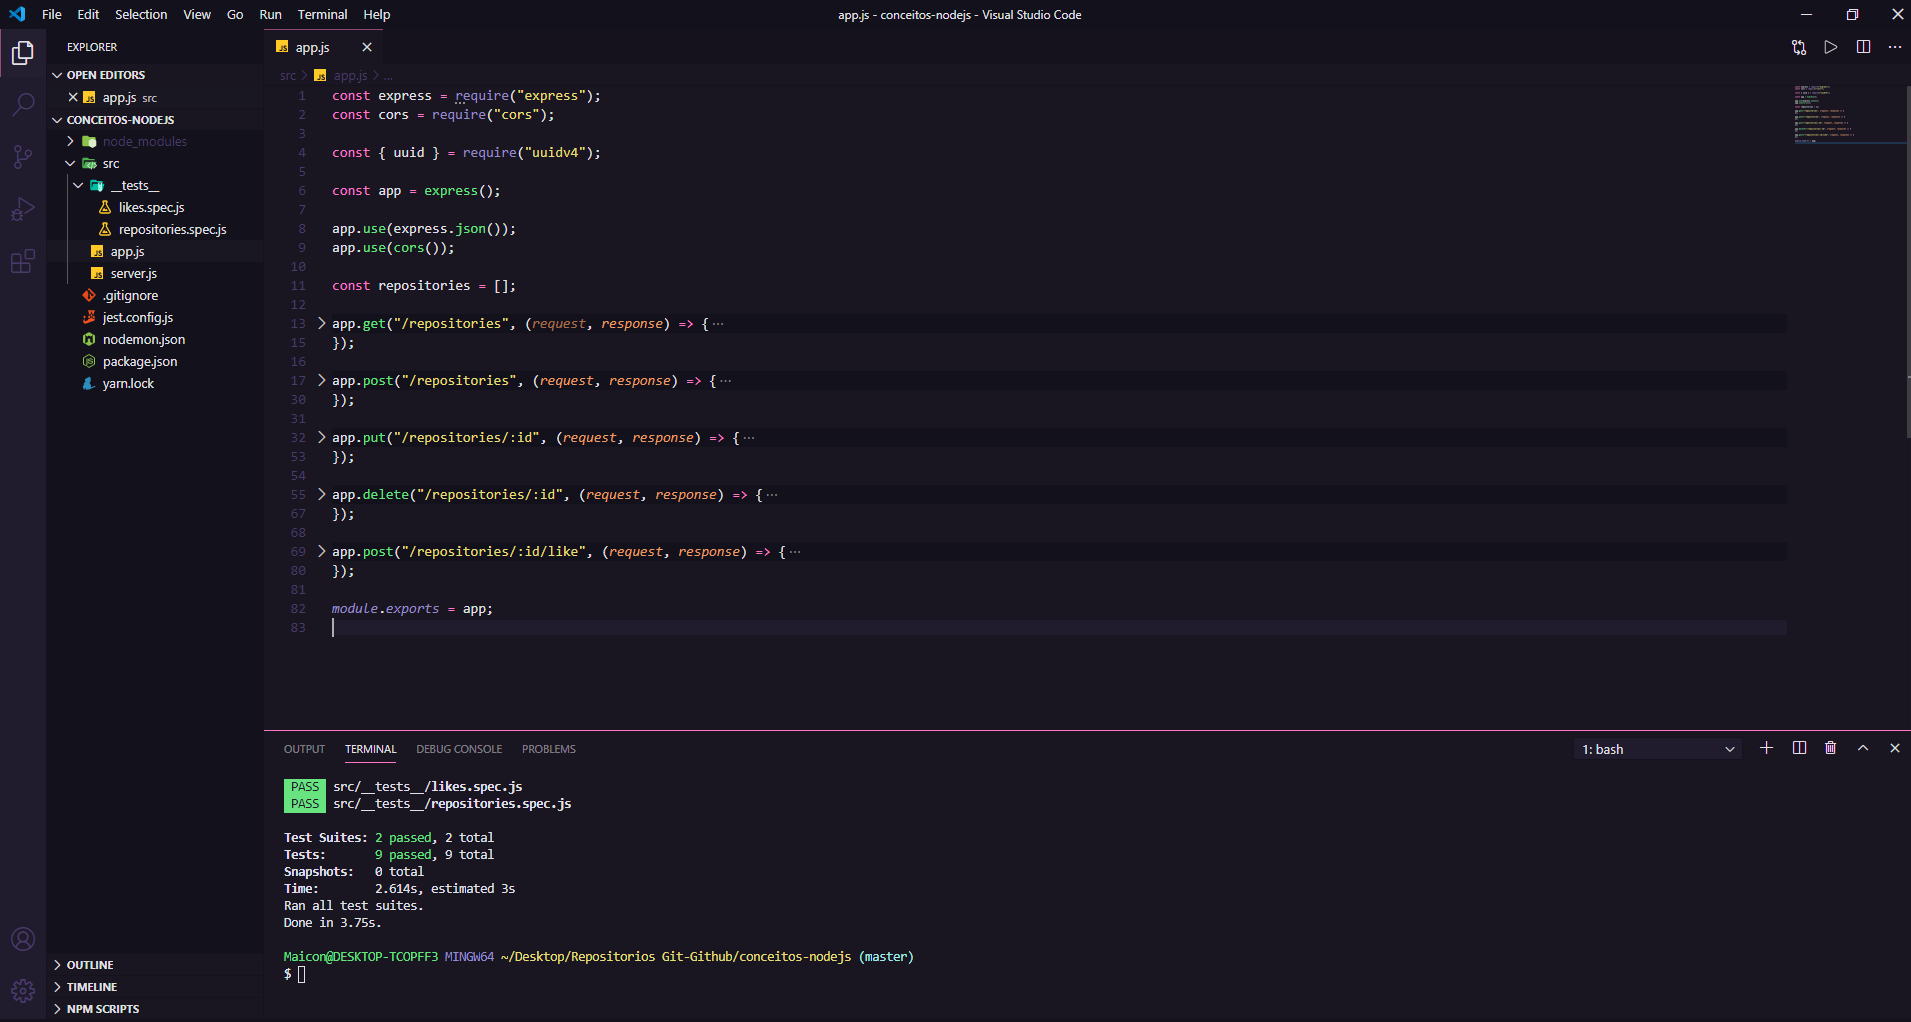 File Edit Selection View Go Run Terminal Help
app.js - conceitos-nodejs - Visual Studio Code
EXPLORER
OPEN EDITORS
app.js src
CONCEITOS-NODEJS
node_modules
src
__tests__
likes.spec.js
repositories.spec.js
app.js
server.js
.gitignore
jest.config.js
nodemon.json
package.json
yarn.lock
OUTLINE
TIMELINE
NPM SCRIPTS
JS app.js
src > JS app.js > ...
1 const express = require("express");
2 const cors = require("cors");
3
4 const { uuid } = require("uuidv4");
5
6 const app = express();
7
8 app.use(express.json());
9 app.use(cors());
10
11 const repositories = [];
12
13 app.get("/repositories", (request, response) => {···
15 });
16
17 app.post("/repositories", (request, response) => {···
30 });
31
32 app.put("/repositories/:id", (request, response) => {···
53 });
54
55 app.delete("/repositories/:id", (request, response) => {···
67 });
68
69 app.post("/repositories/:id/like", (request, response) => {···
80 });
81
82 module.exports = app;
83
OUTPUT TERMINAL DEBUG CONSOLE PROBLEMS
1: bash
PASS src/__tests__/likes.spec.js
PASS src/__tests__/repositories.spec.js
Test Suites: 2 passed, 2 total
Tests: 9 passed, 9 total
Snapshots: 0 total
Time: 2.614s, estimated 3s
Ran all test suites.
Done in 3.75s.
Maicon@DESKTOP-TCOPFF3 MINGW64 ~/Desktop/Repositorios Git-Github/conceitos-nodejs (master)
$